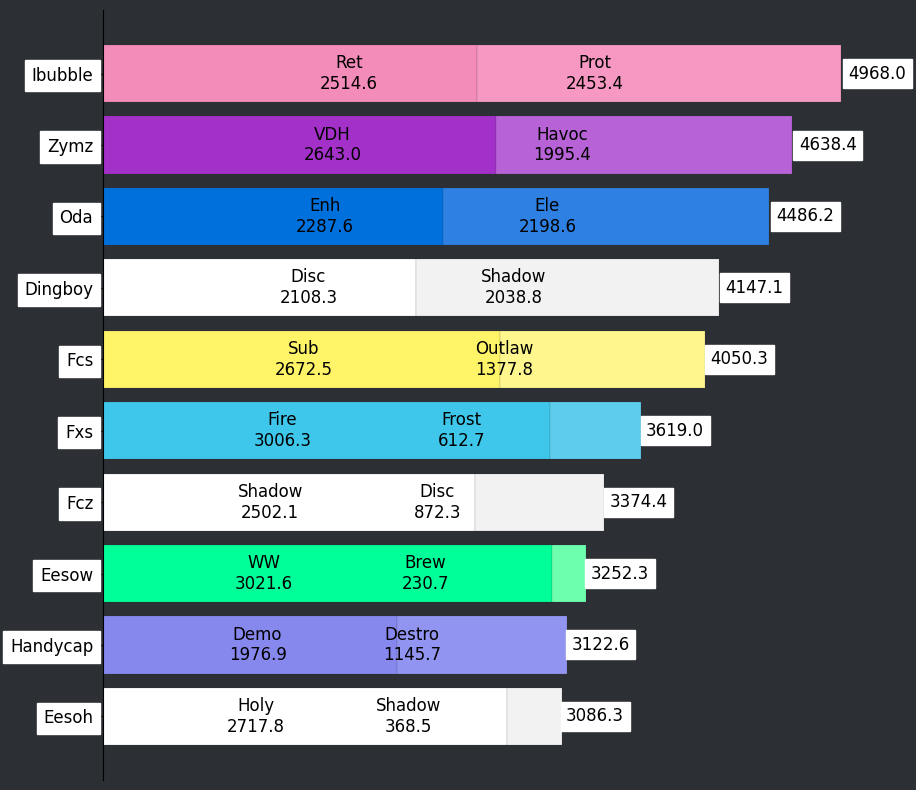 Ibubble Ret Prot 4968.0
2514.6 2453.4
Zymz VDH Havoc 4638.4
2643.0 1995.4
Oda Enh Ele 4486.2
2287.6 2198.6
Dingboy Disc Shadow 4147.1
2108.3 2038.8
Fcs Sub Outlaw 4050.3
2672.5 1377.8
Fxs Fire Frost 3619.0
3006.3 612.7
Fcz Shadow Disc 3374.4
2502.1 872.3
Eesow WW Brew 3252.3
3021.6 230.7
Handycap Demo Destro 3122.6
1976.9 1145.7
Eesoh Holy Shadow 3086.3
2717.8 368.5